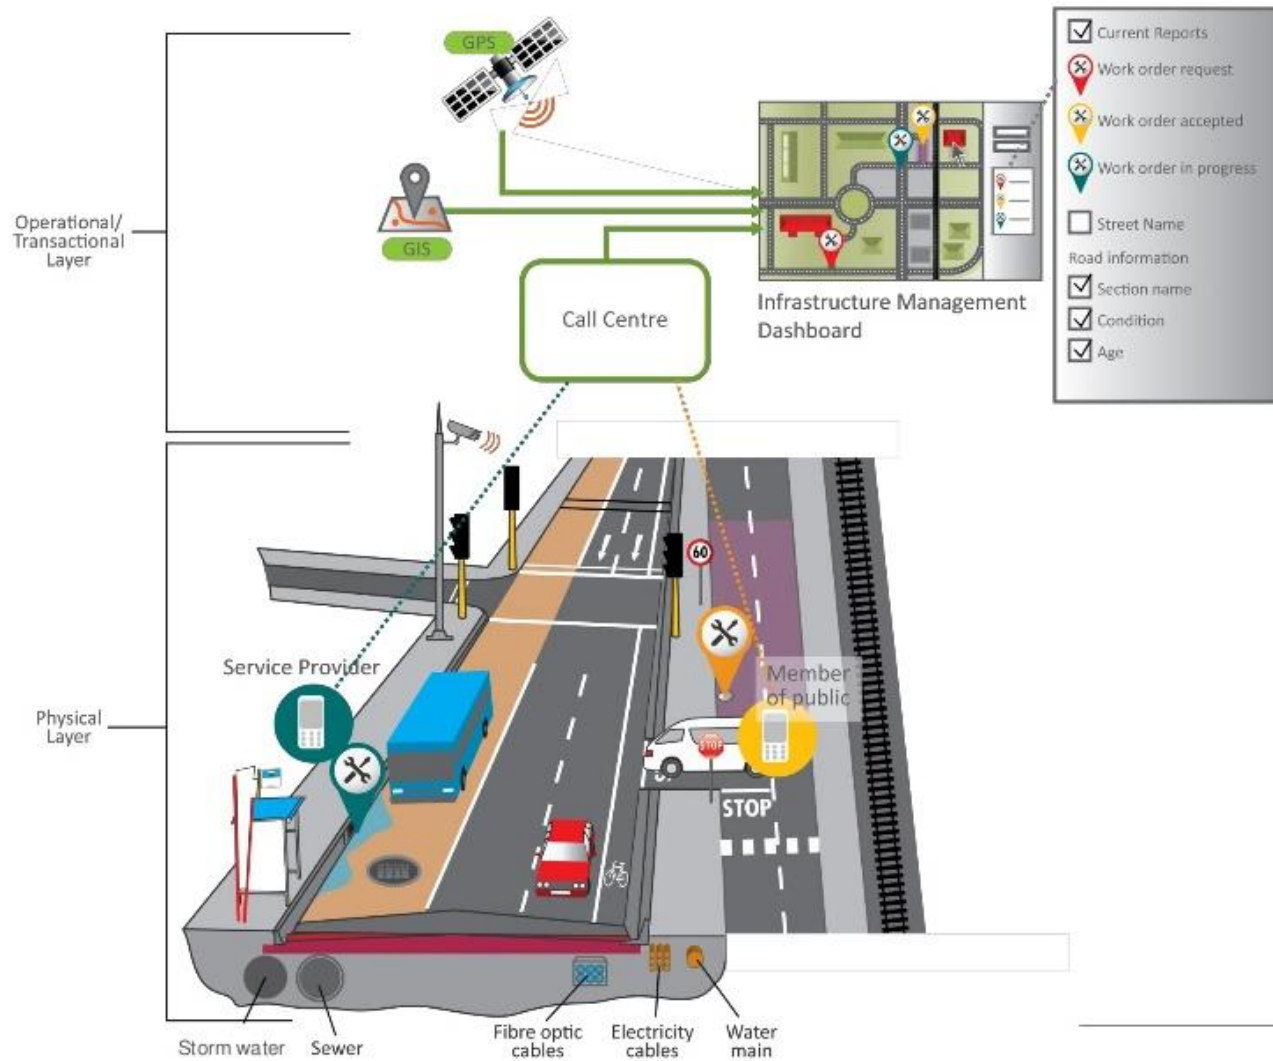 GPS
GIS
Operational/
Transactional
Layer
Call Centre
Infrastructure Management
Dashboard
Current Reports
Work order request
Work order accepted
Work order in progress
Street Name
Road information
Section name
Condition
Age
Physical
Layer
Service Provider
60
Member
of public
STOP
STOP
Storm water
Sewer
Fibre optic
cables
Electricity
cables
Water
main